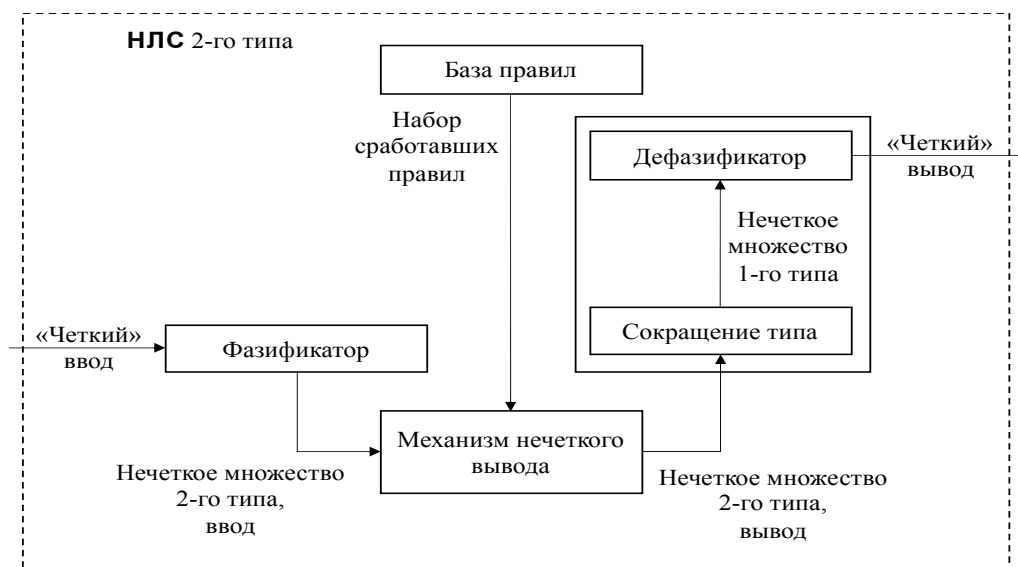 НЛС 2-го типа
База правил
Набор
сработавших
правил
Дефазификатор
«Четкий»
вывод
Нечеткое
множество
1-го типа
Сокращение типа
«Четкий»
ввод
Фазификатор
Механизм нечеткого
вывода
Нечеткое множество
2-го типа,
ввод
Нечеткое множество
2-го типа,
вывод